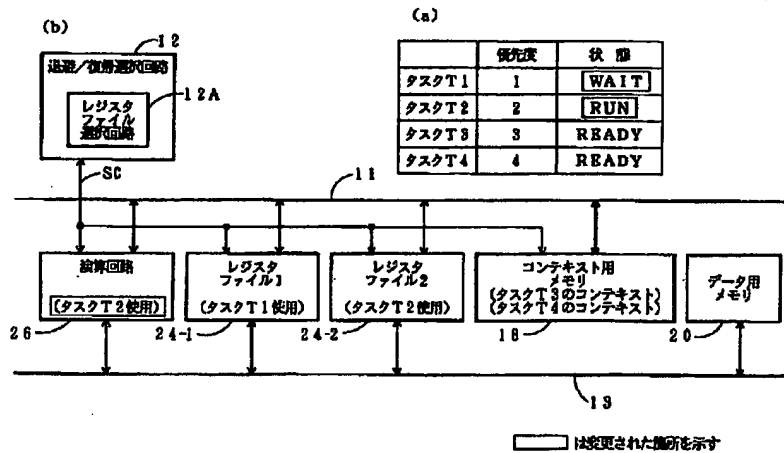 (b)
12
退避/復帰選択回路
レジスタ
ファイル
選択回路
12A
SC
(a)
優先度 状態
タスクT1 1 WAIT
タスクT2 2 RUN
タスクT3 3 READY
タスクT4 4 READY
11
演算回路
(タスクT2使用)
26
レジスタ
ファイル1
(タスクT1使用)
24-1
レジスタ
ファイル2
(タスクT2使用)
24-2
コンテキスト用
メモリ
(タスクT3のコンテキスト)
(タスクT4のコンテキスト)
18
データ用
メモリ
20
13
は変更された箇所を示す